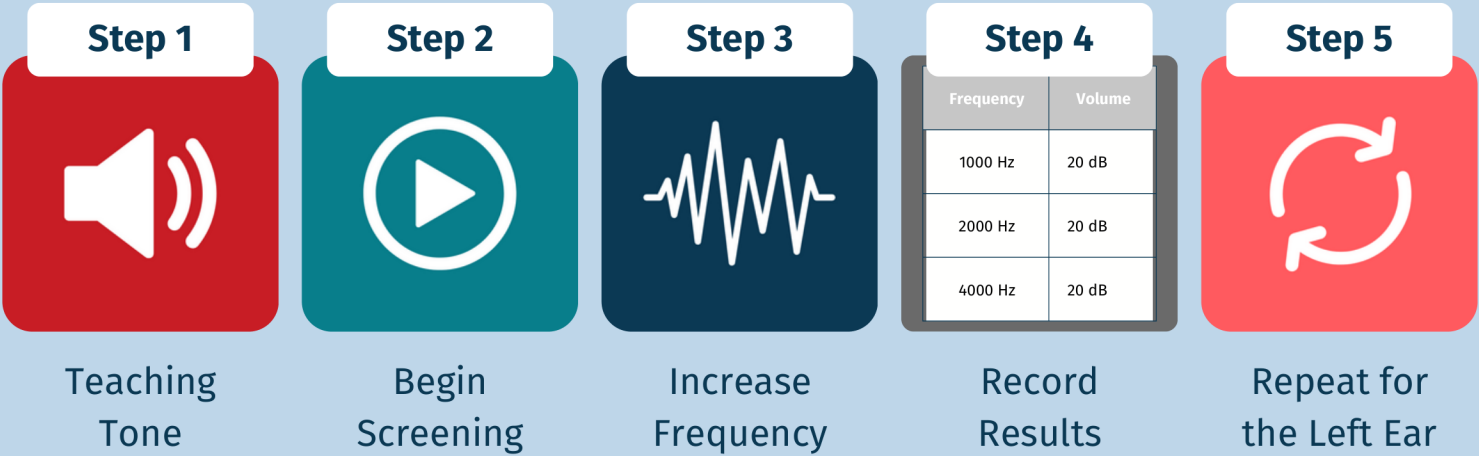 Step 1
Step 2
Step 3
Step 4
Step 5
Frequency Volume
1000 Hz 20 dB
2000 Hz 20 dB
4000 Hz 20 dB
Teaching
Tone
Begin
Screening
Increase
Frequency
Record
Results
Repeat for
the Left Ear